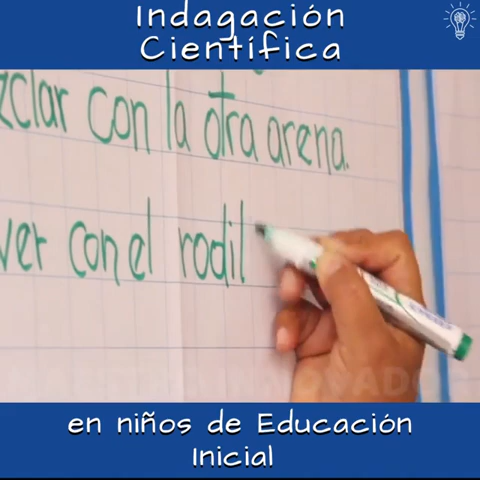 Indagación
Científica
zclar con la otra arena.
ver con el rodil
en niños de Educación
Inicial